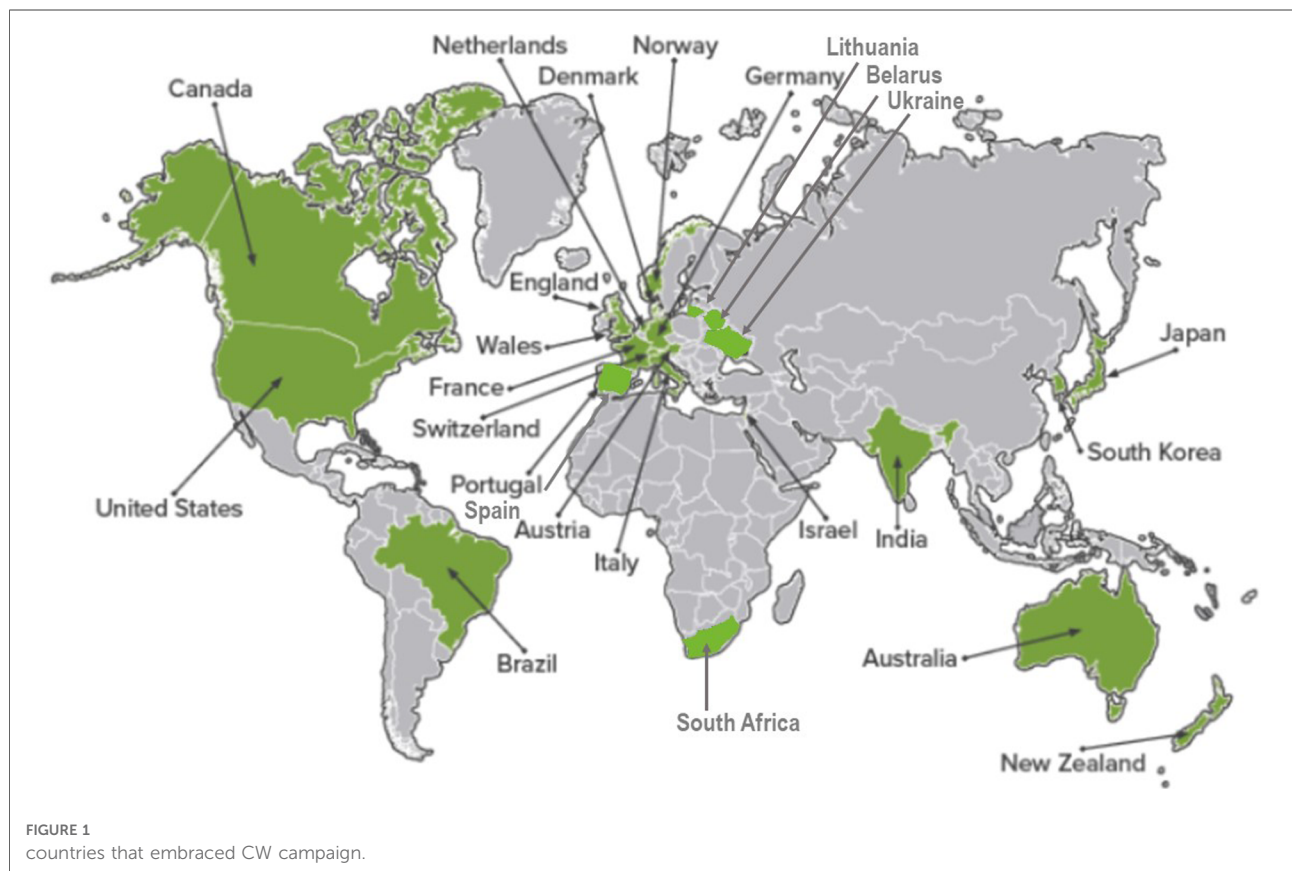 Netherlands
Norway
Lithuania
Denmark
Germany
Belarus
Canada
Ukraine
England
Wales
Japan
France
Switzerland
South Korea
Portugal
Spain
United States
Austria
Israel
India
Italy
Brazil
Australia
South Africa
New Zealand
FIGURE 1
countries that embraced CW campaign.